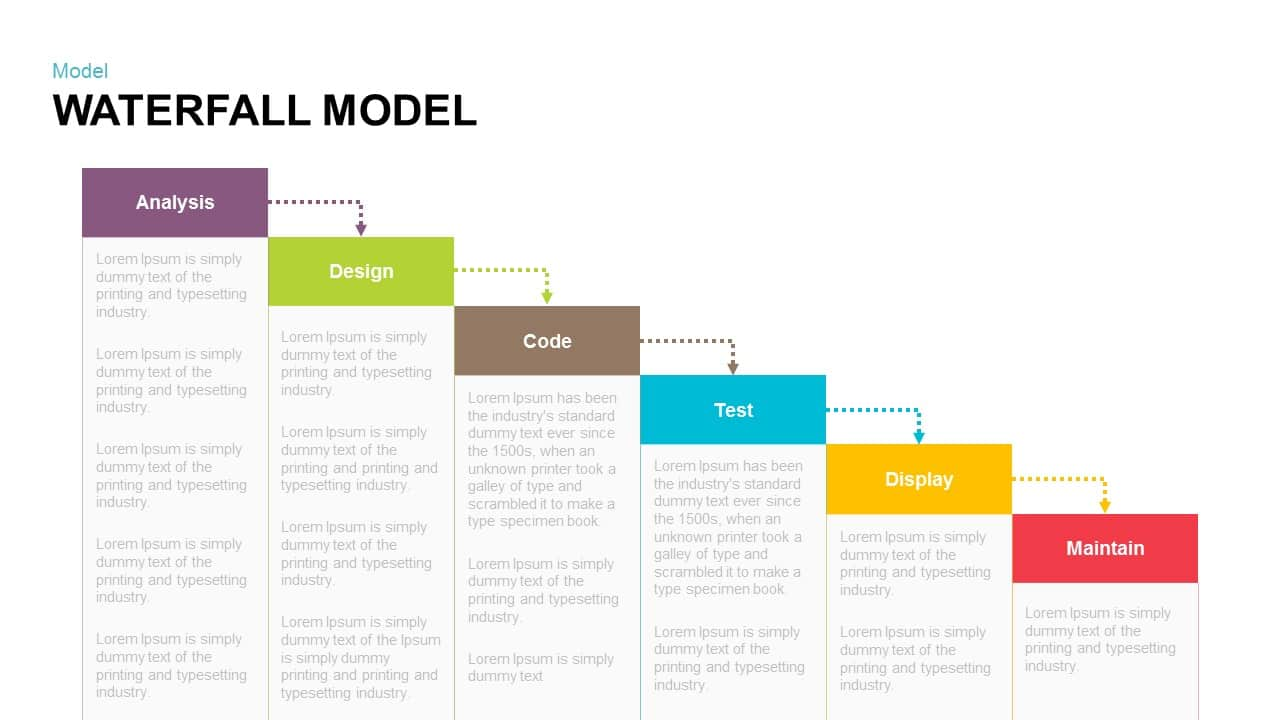 Model
WATERFALL MODEL
Analysis
Lorem Ipsum is simply
dummy text of the
printing and typesetting
industry.
Lorem Ipsum is simply
dummy text of the
printing and typesetting
industry.
Lorem Ipsum is simply
dummy text of the
printing and typesetting
industry.
Lorem Ipsum is simply
dummy text of the
printing and typesetting
industry.
Lorem Ipsum is simply
dummy text of the
printing and typesetting
industry.
Design
Lorem Ipsum is simply
dummy text of the
printing and typesetting
industry.
Lorem Ipsum is simply
dummy text of the
printing and printing and
typesetting industry.
Lorem Ipsum is simply
dummy text of the
printing and typesetting
industry.
Lorem Ipsum is simply
dummy text of the Ipsum
is simply dummy
printing and printing and
typesetting industry.
Code
Lorem Ipsum has been
the industry's standard
dummy text ever since
the 1500s, when an
unknown printer took a
galley of type and
scrambled it to make a
type specimen book.
Lorem Ipsum is simply
dummy text of the
printing and typesetting
industry.
Lorem Ipsum is simply
dummy text
Test
Lorem Ipsum has been
the industry's standard
dummy text ever since
the 1500s, when an
unknown printer took a
galley of type and
scrambled it to make a
type specimen book.
Lorem Ipsum is simply
dummy text of the
printing and typesetting
industry.
Display
Lorem Ipsum is simply
dummy text of the
printing and typesetting
industry.
Lorem Ipsum is simply
dummy text of the
printing and typesetting
industry.
Maintain
Lorem Ipsum is simply
dummy text of the
printing and typesetting
industry.